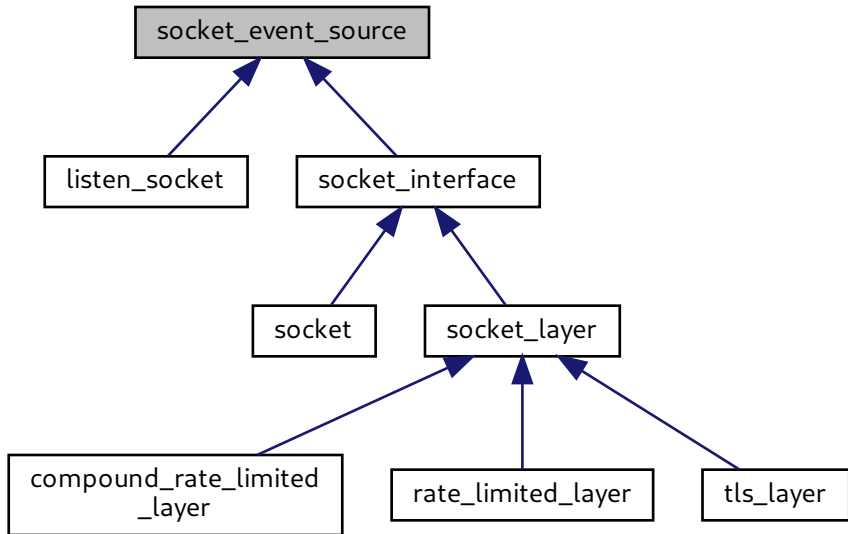 socket_event_source
listen_socket
socket_interface
socket
socket_layer
compound_rate_limited
_layer
rate_limited_layer
tls_layer